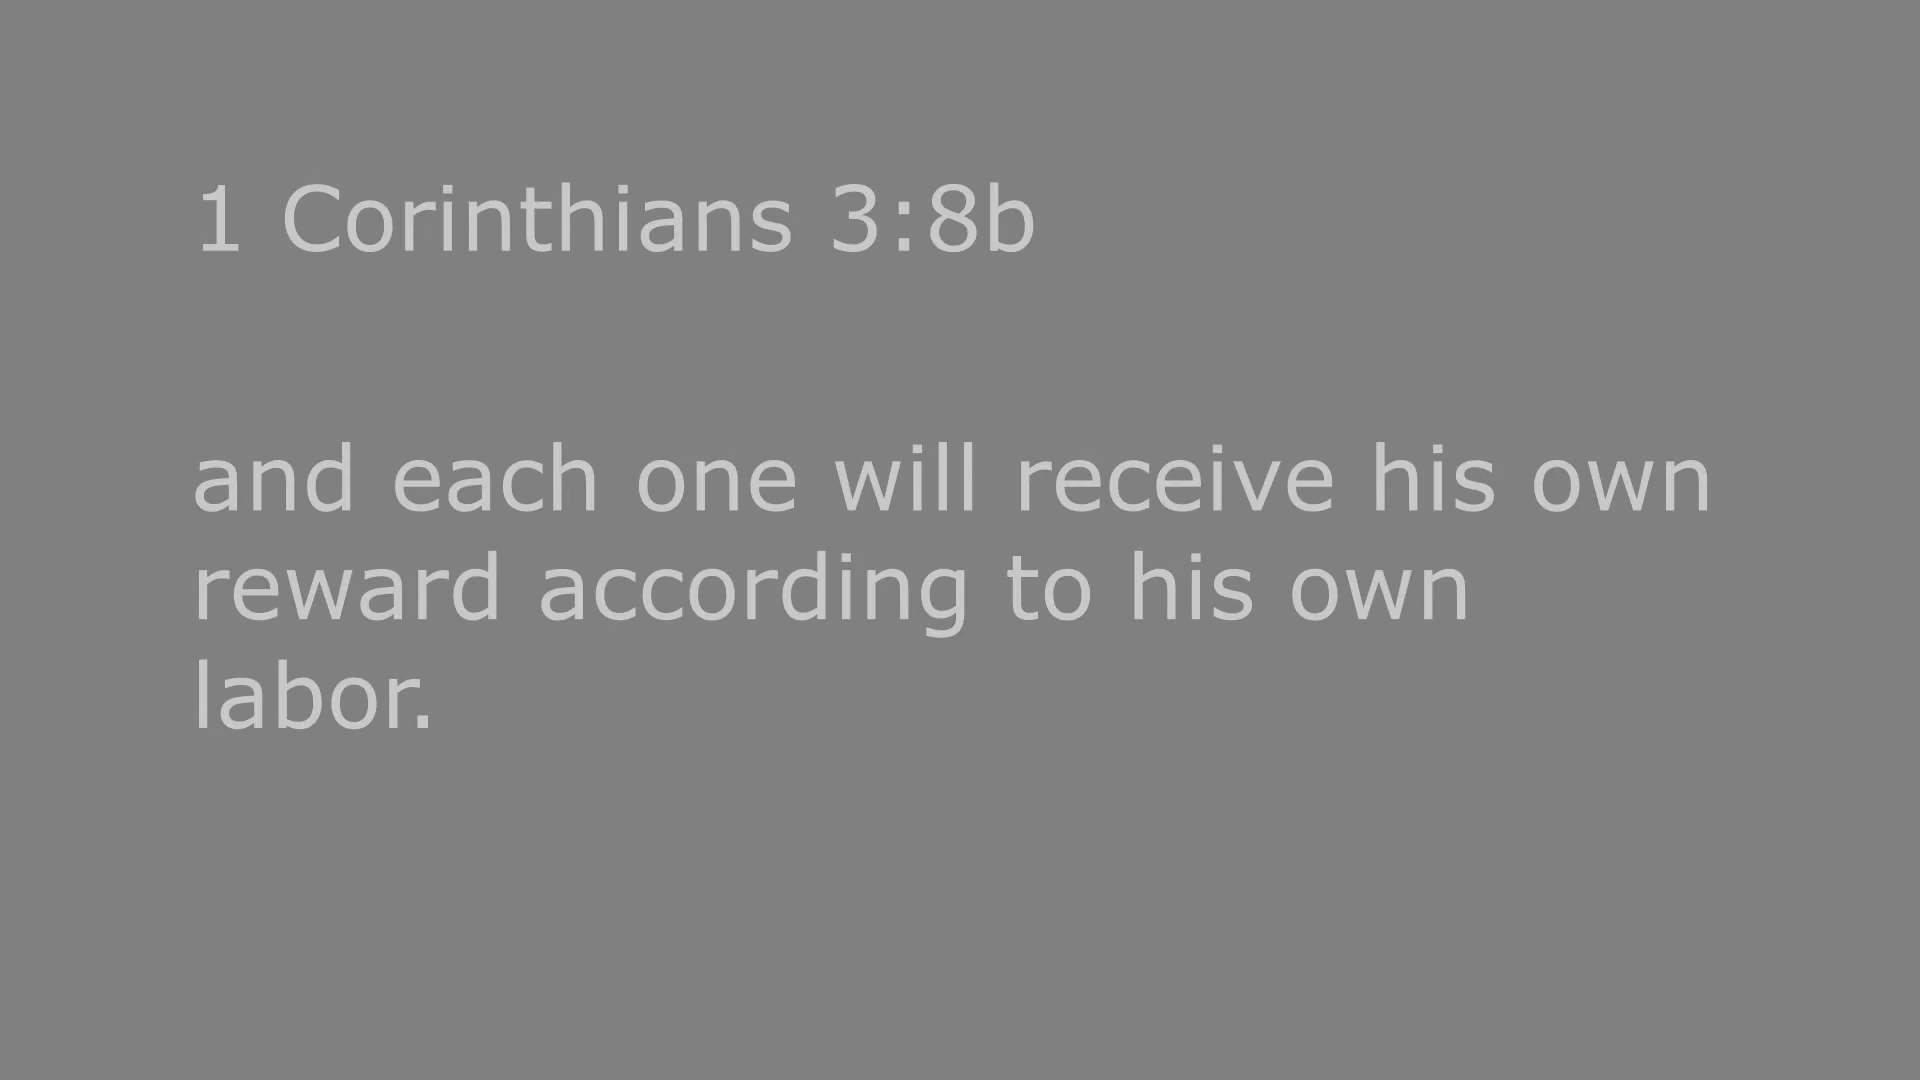 1 Corinthians 3:8b
and each one will receive his own
reward according to his own
labor.